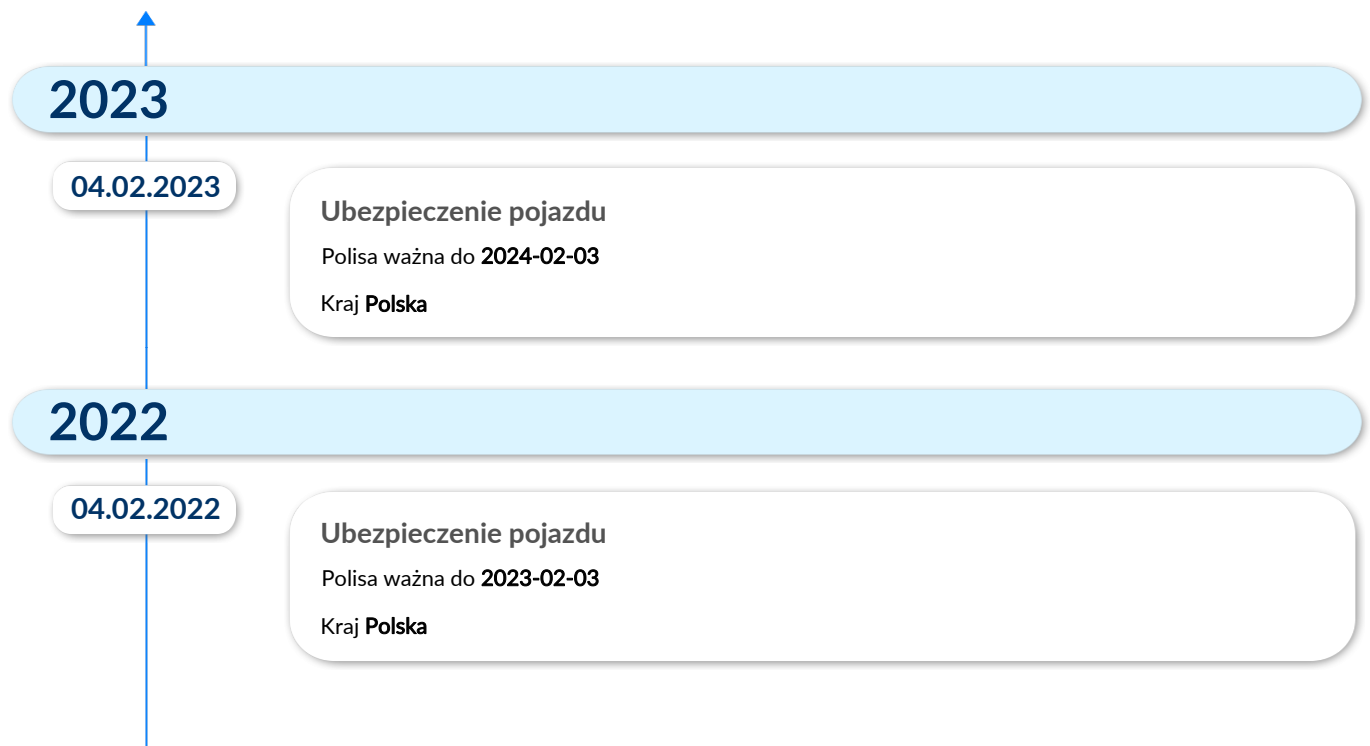 2023
04.02.2023
Ubezpieczenie pojazdu
Polisa ważna do 2024-02-03
Kraj Polska
2022
04.02.2022
Ubezpieczenie pojazdu
Polisa ważna do 2023-02-03
Kraj Polska